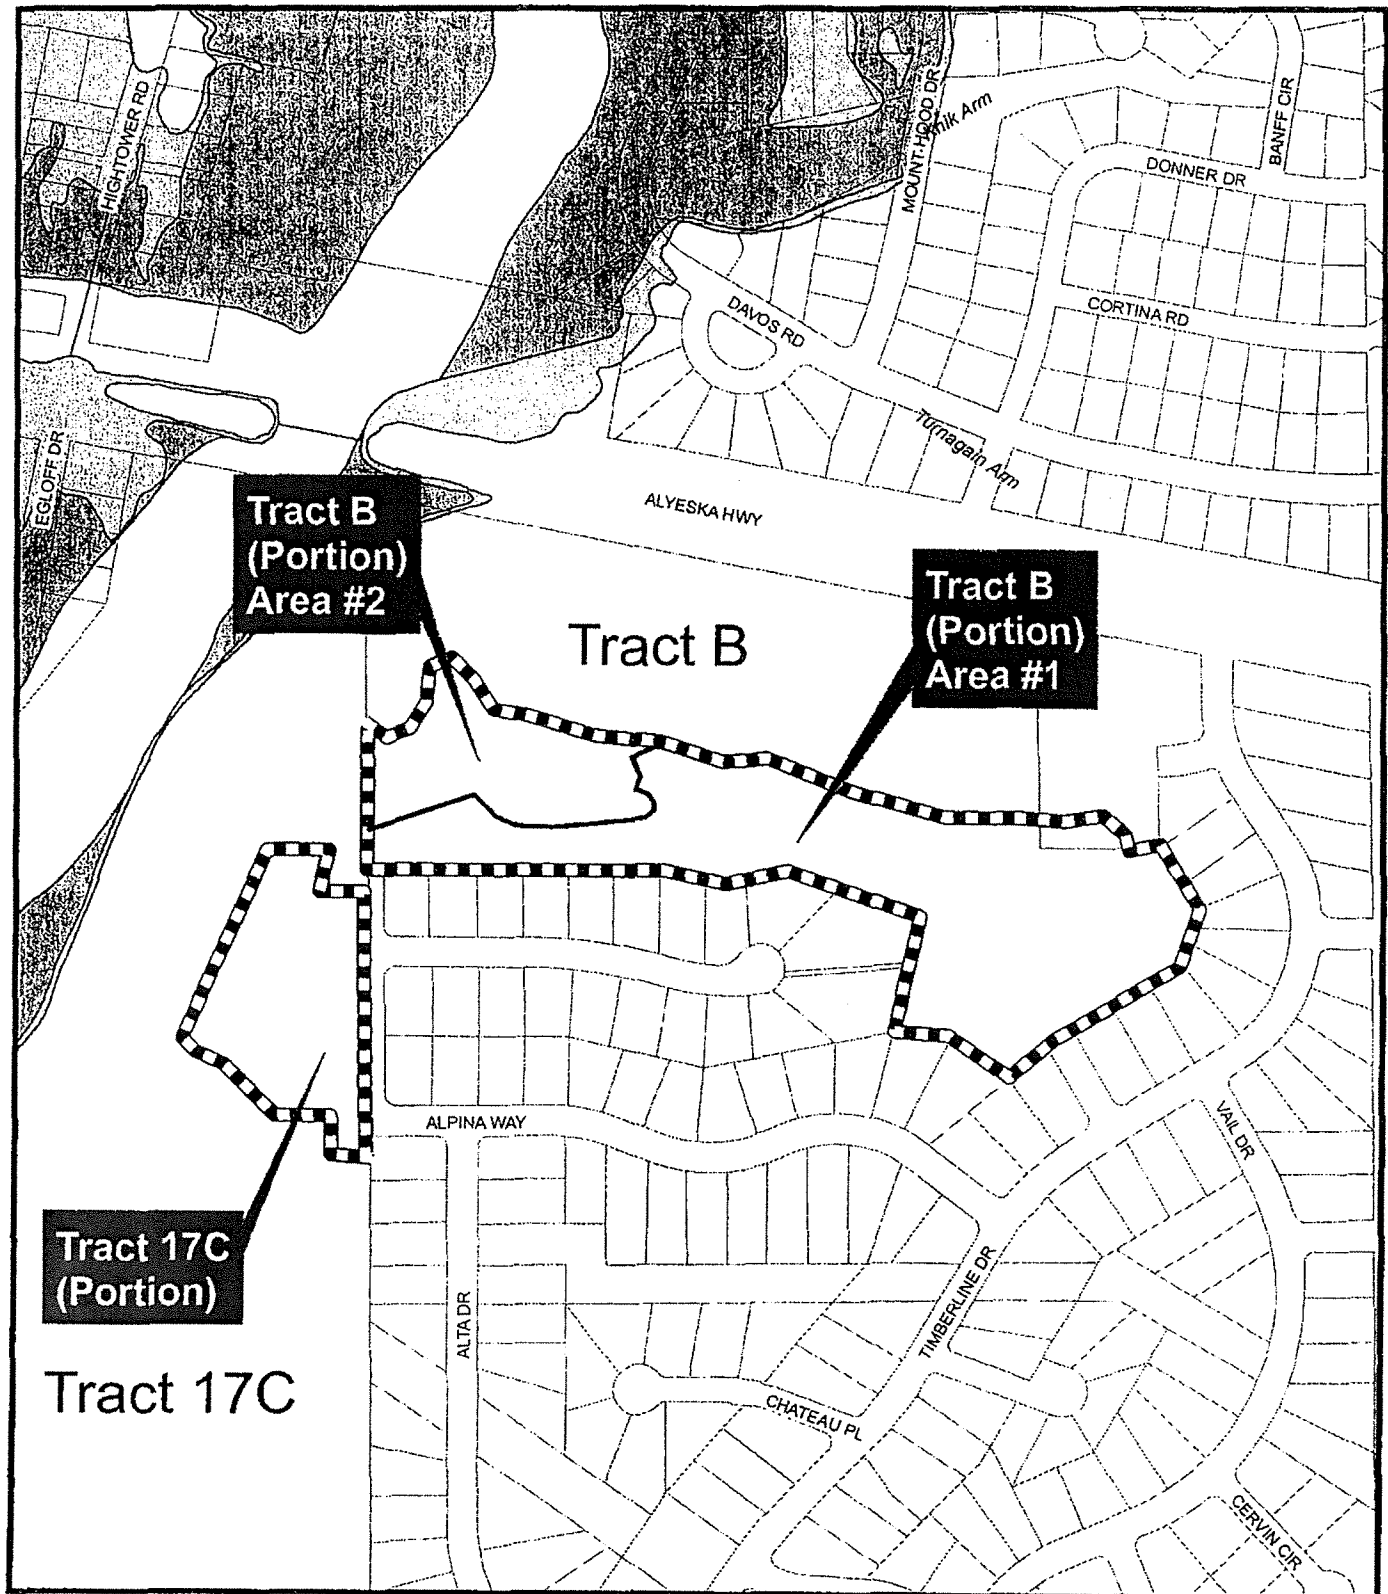 HIGHTOWER RD
MOUNT HOOD DR
Knik Arm
BANFF CIR
DONNER DR
DAVOS RD
CORTINA RD
Turnagain Arm
EGLOFF DR
ALYESKA HWY
Tract B
(Portion)
Area #2
Tract B
Tract B
(Portion)
Area #1
ALPINA WAY
VAIL DR
Tract 17C
(Portion)
TIMBERLINE DR
ALTA DR
Tract 17C
CHATEAU PL
CERVIN CIR